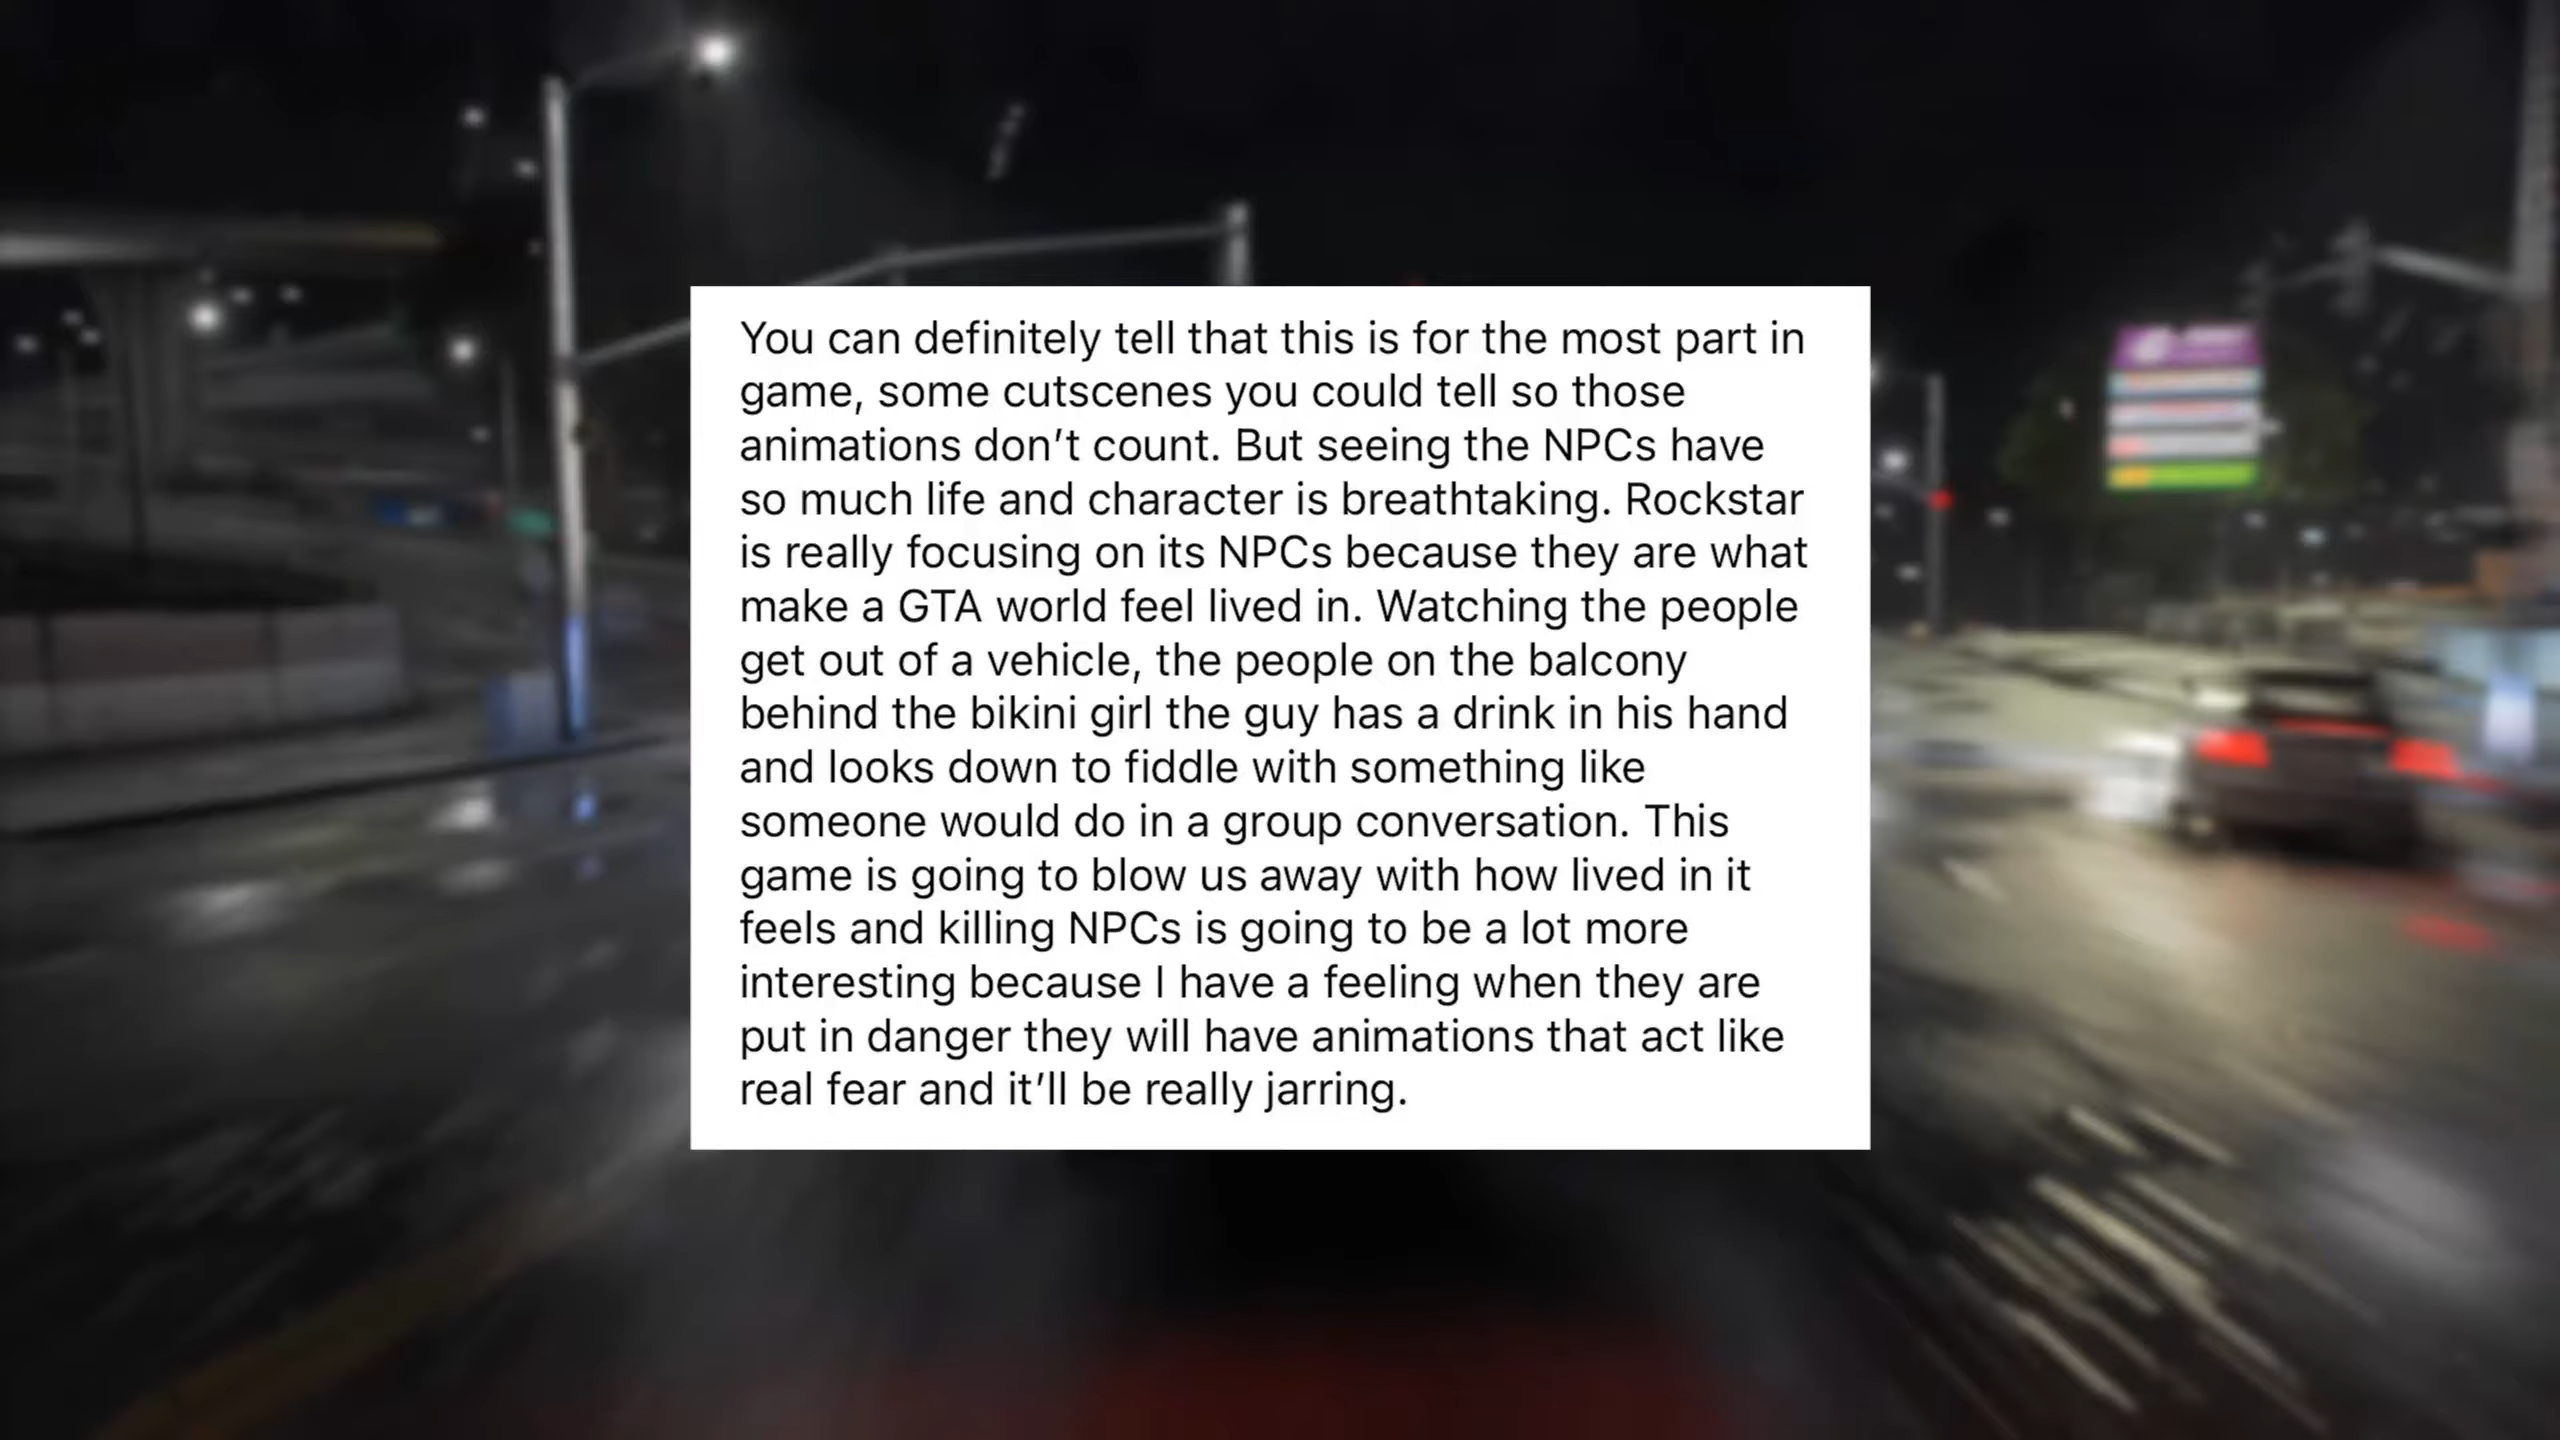 You can definitely tell that this is for the most part in
game, some cutscenes you could tell so those
animations don’t count. But seeing the NPCs have
so much life and character is breathtaking. Rockstar
is really focusing on its NPCs because they are what
make a GTA world feel lived in. Watching the people
get out of a vehicle, the people on the balcony
behind the bikini girl the guy has a drink in his hand
and looks down to fiddle with something like
someone would do in a group conversation. This
game is going to blow us away with how lived in it
feels and killing NPCs is going to be a lot more
interesting because I have a feeling when they are
put in danger they will have animations that act like
real fear and it’ll be really jarring.